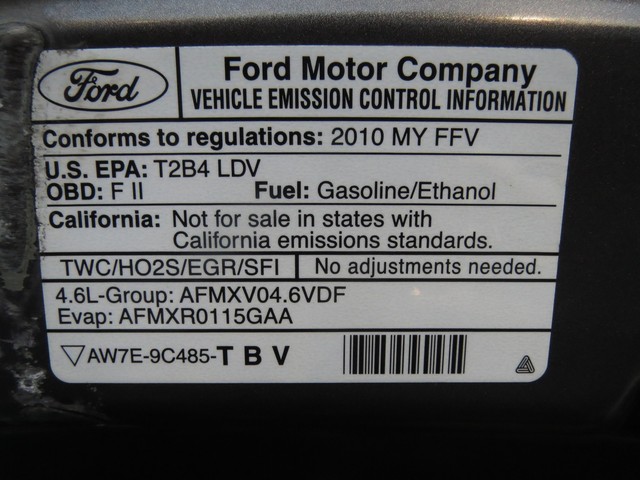 Ford
Ford Motor Company
VEHICLE EMISSION CONTROL INFORMATION
Conforms to regulations: 2010 MY FFV
U.S. EPA: T2B4 LDV
OBD: F II Fuel: Gasoline/Ethanol
California: Not for sale in states with
California emissions standards.
TWC/HO2S/EGR/SFI No adjustments needed.
4.6L-Group: AFMXV04.6VDF
Evap: AFMXR0115GAA
AW7E-9C485-TBV